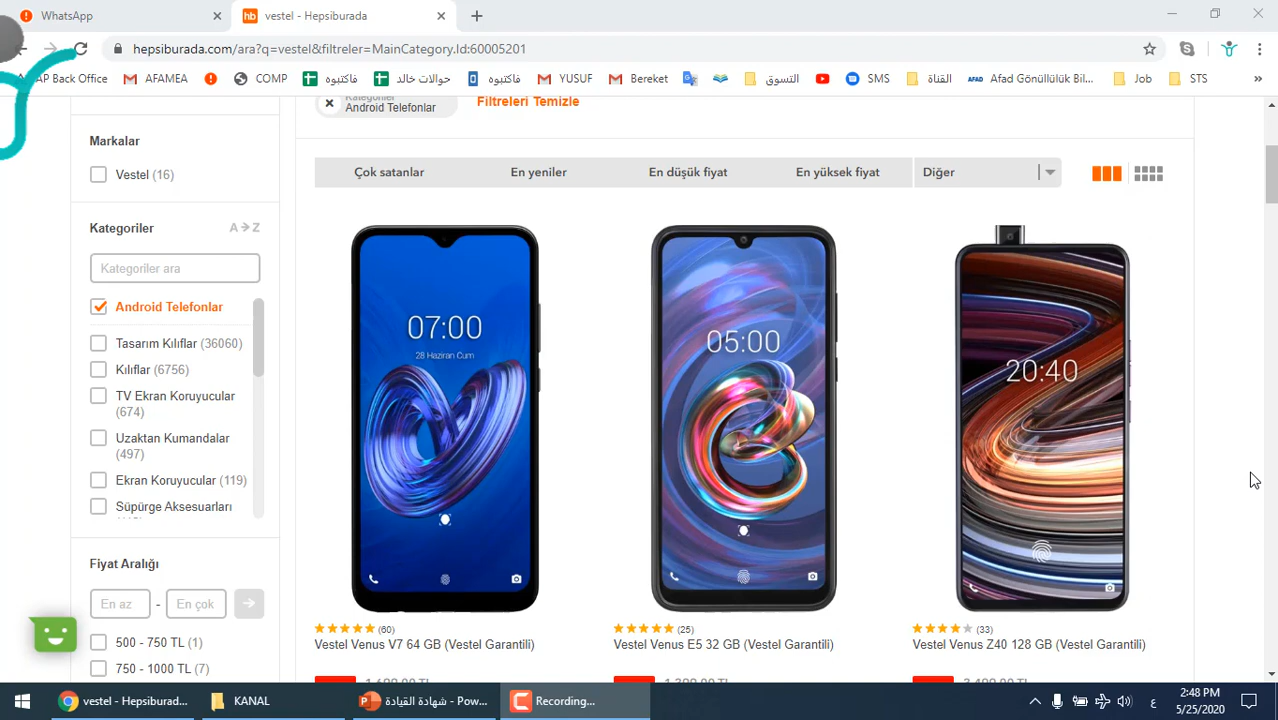 WhatsApp
vestel - Hepsiburada
hepsiburada.com/ara?q=vestel&filtreler=MainCategory.Id:60005201
AP Back Office
AFAMEA
COMP
فاكتبوه
حوالات خالد
فاكتبوه
YUSUF
Bereket
التسوق
SMS
القناة
AFAD
Afad Gönüllülük Bil...
Job
STS
»
Kategoriler
Android Telefonlar
Filtreleri Temizle
Markalar
Vestel (16)
Kategoriler
A → Z
Kategoriler ara
Android Telefonlar
Tasarım Kılıflar (36060)
Kılıflar (6756)
TV Ekran Koruyucular
(674)
Uzaktan Kumandalar
(497)
Ekran Koruyucular (119)
Süpürge Aksesuarları
Fiyat Aralığı
En az
-
En çok
500 - 750 TL (1)
750 - 1000 TL (7)
Çok satanlar
En yeniler
En düşük fiyat
En yüksek fiyat
Diğer
07:00
28 Haziran Cum
05:00
20:40
(60)
Vestel Venus V7 64 GB (Vestel Garantili)
(25)
Vestel Venus E5 32 GB (Vestel Garantili)
(33)
Vestel Venus Z40 128 GB (Vestel Garantili)
vestel - Hepsiburad...
KANAL
شهادة القيادة - Pow...
Recording...
ع
2:48 PM
5/25/2020